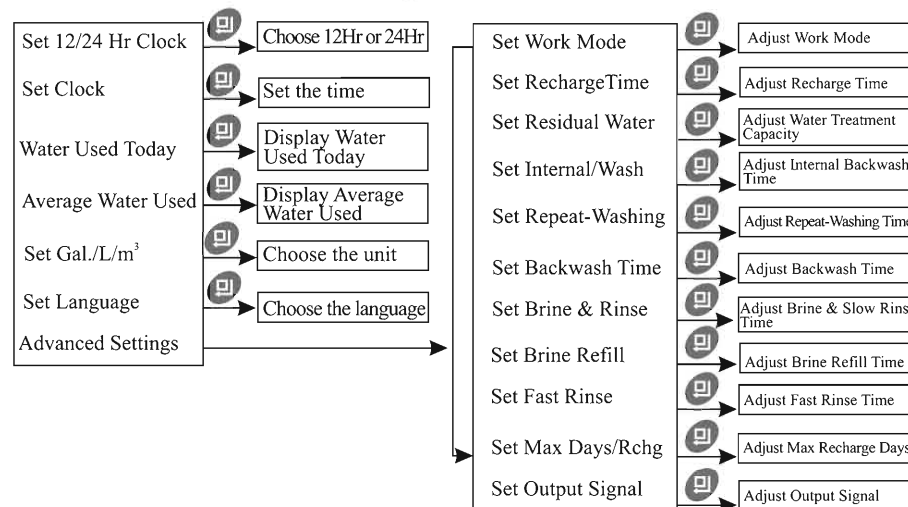 Set 12/24 Hr Clock
Choose 12Hr or 24Hr
Set Clock
Set the time
Water Used Today
Display Water
Used Today
Average Water Used
Display Average
Water Used
Set Gal./L/m³
Choose the unit
Set Language
Choose the language
Advanced Settings
Set Work Mode
Adjust Work Mode
Set RechargeTime
Adjust Recharge Time
Set Residual Water
Adjust Water Treatment
Capacity
Set Internal/Wash
Adjust Internal Backwash
Time
Set Repeat-Washing
Adjust Repeat-Washing Time
Set Backwash Time
Adjust Backwash Time
Set Brine & Rinse
Adjust Brine & Slow Rins
Time
Set Brine Refill
Adjust Brine Refill Time
Set Fast Rinse
Adjust Fast Rinse Time
Set Max Days/Rchg
Adjust Max Recharge Days
Set Output Signal
Adjust Output Signal